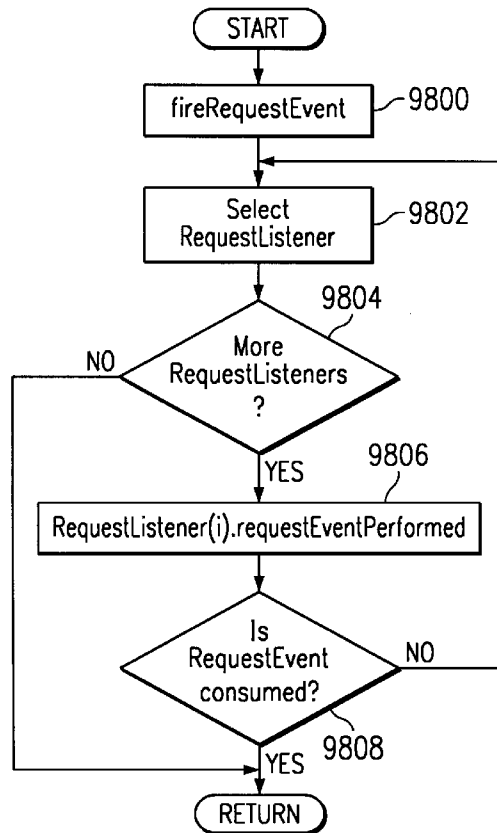 START
fireRequestEvent
9800
Select
RequestListener
9802
9804
More
RequestListeners
?
NO
YES
9806
RequestListener(i).requestEventPerformed
Is
RequestEvent
consumed?
NO
9808
YES
RETURN